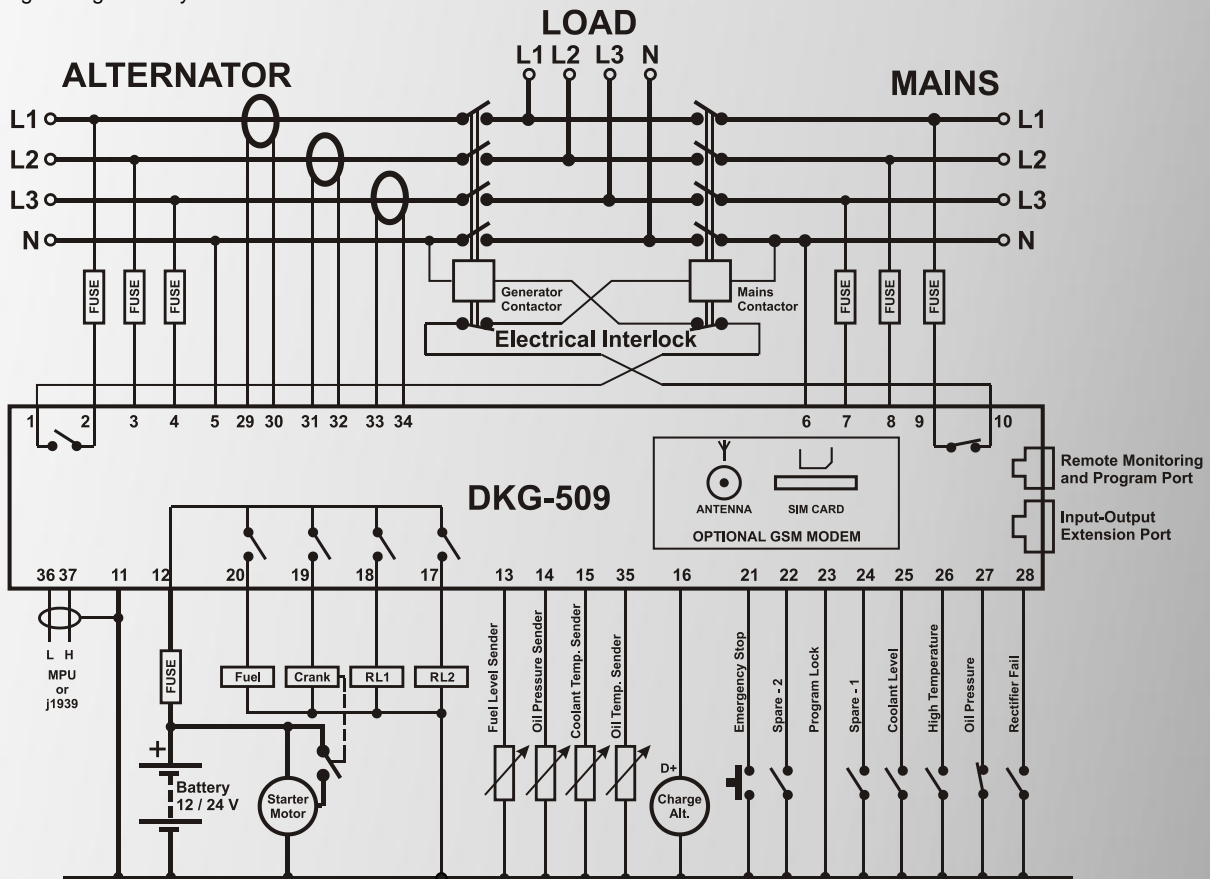 LOAD
L1 L2 L3 N
ALTERNATOR
MAINS
L1
L2
L3
N
L1
L2
L3
N
FUSE
FUSE
FUSE
Generator
Contactor
Mains
Contactor
Electrical Interlock
FUSE
FUSE
FUSE
1 2 3 4 5 29 30 31 32 33 34 6 7 8 9 10
DKG-509
ANTENNA
SIM CARD
OPTIONAL GSM MODEM
Remote Monitoring
and Program Port
Input-Output
Extension Port
36 37 11 12 20 19 18 17 13 14 15 35 16 21 22 23 24 25 26 27 28
L H
MPU
or
j1939
FUSE
Fuel
Crank
RL1
RL2
Fuel Level Sender
Oil Pressure Sender
Coolant Temp. Sender
Oil Temp. Sender
Emergency Stop
Spare - 2
Program Lock
Spare - 1
Coolant Level
High Temperature
Oil Pressure
Rectifier Fail
+
Battery
12 / 24 V
Starter
Motor
D+
Charge
Alt.